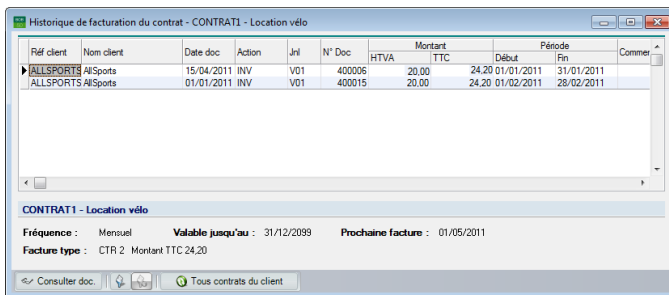 Historique de facturation du contrat - CONTRAT1 - Location vélo
Réf client Nom client Date doc Action Jnl N° Doc Montant HTVA TTC Période Début Fin Commer
ALLSPORTS AllSports 15/04/2011 INV V01 400006 20,00 24,20 01/01/2011 31/01/2011
ALLSPORTS AllSports 01/01/2011 INV V01 400015 20,00 24,20 01/02/2011 28/02/2011
CONTRAT1 - Location vélo
Fréquence : Mensuel Valable jusqu'au : 31/12/2099 Prochaine facture : 01/05/2011
Facture type : CTR 2 Montant TTC 24,20
Consulter doc. Tous contrats du client